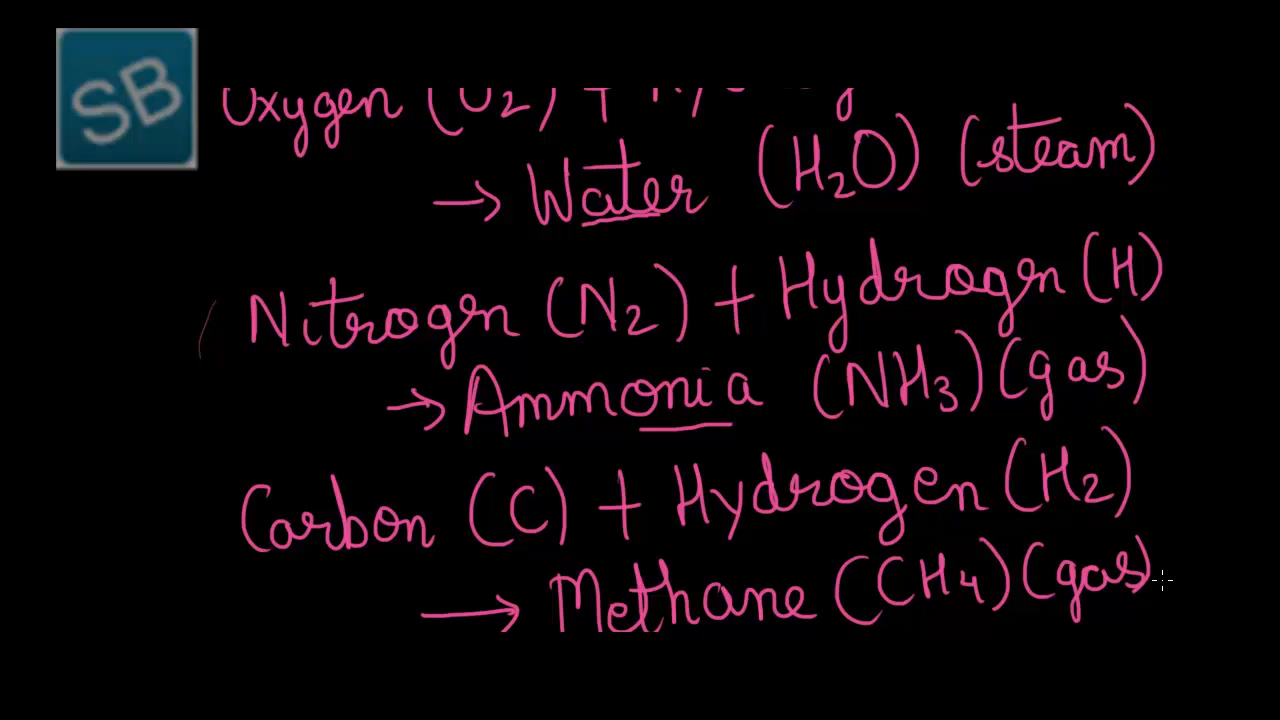 SB
Oxygen (O2) +
→ Water (H2O) (steam)
Nitrogen (N2) + Hydrogen (H)
→ Ammonia (NH3) (gas)
Carbon (C) + Hydrogen (H2)
→ Methane (CH4) (gas)